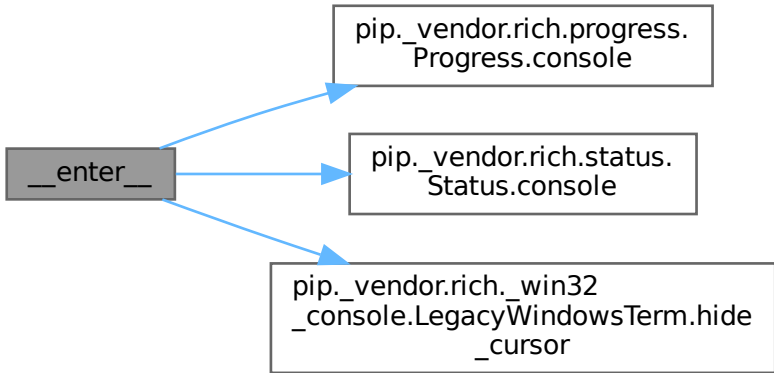 pip._vendor.rich.progress.
Progress.console
__enter__
pip._vendor.rich.status.
Status.console
pip._vendor.rich._win32
_console.LegacyWindowsTerm.hide
_cursor